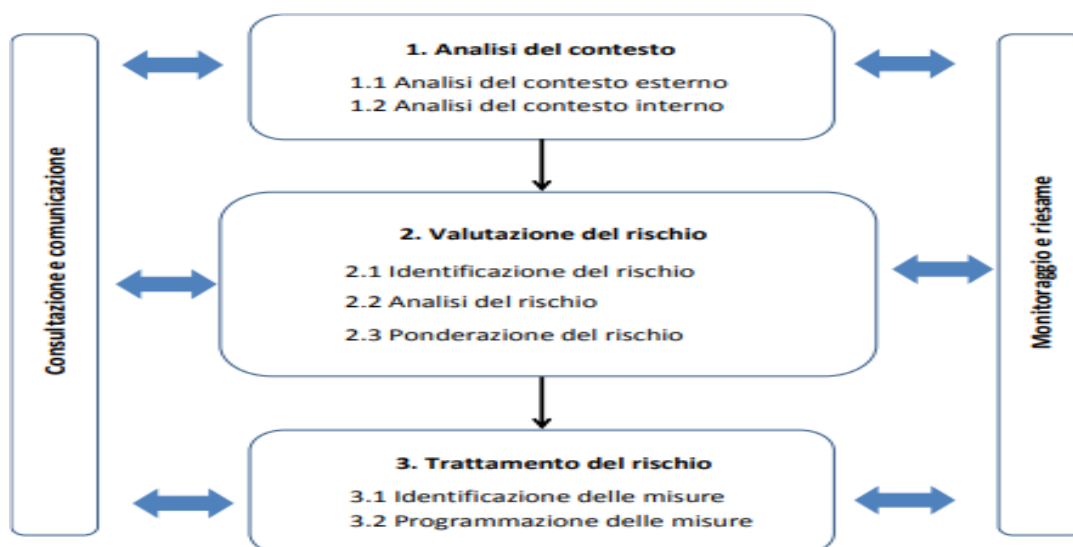 Consultazione e comunicazione
1. Analisi del contesto
1.1 Analisi del contesto esterno
1.2 Analisi del contesto interno
2. Valutazione del rischio
2.1 Identificazione del rischio
2.2 Analisi del rischio
2.3 Ponderazione del rischio
3. Trattamento del rischio
3.1 Identificazione delle misure
3.2 Programmazione delle misure
Monitoraggio e riesame